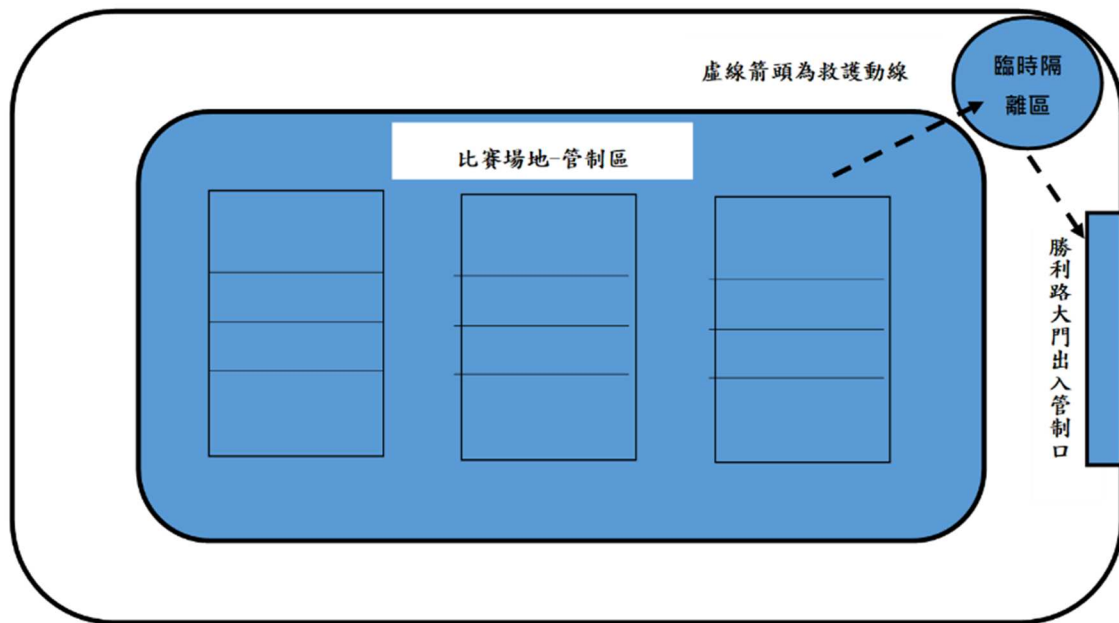 虛線箭頭為救護動線
臨時隔
離區
比賽場地-管制區
勝利路大門出入管制口